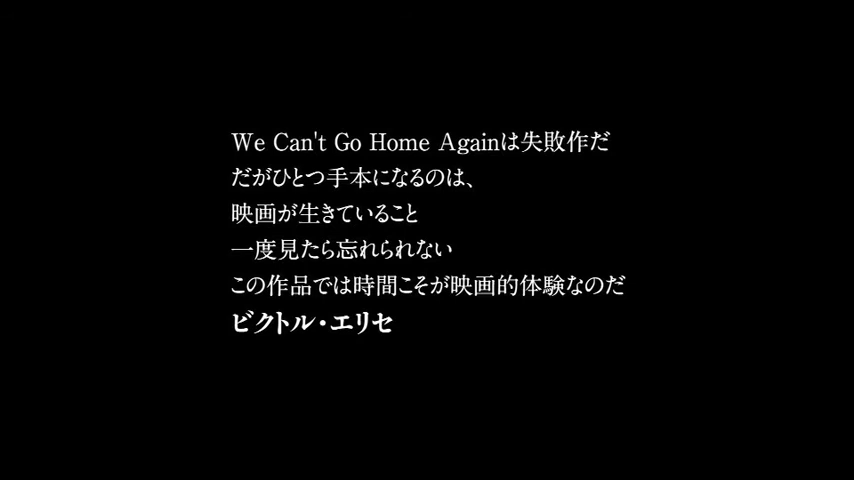 We Can't Go Home Againは失敗作だ
だがひとつ手本になるのは、
映画が生きていること
一度見たら忘れられない
この作品では時間こそが映画的体験なのだ
ビクトル・エリセ